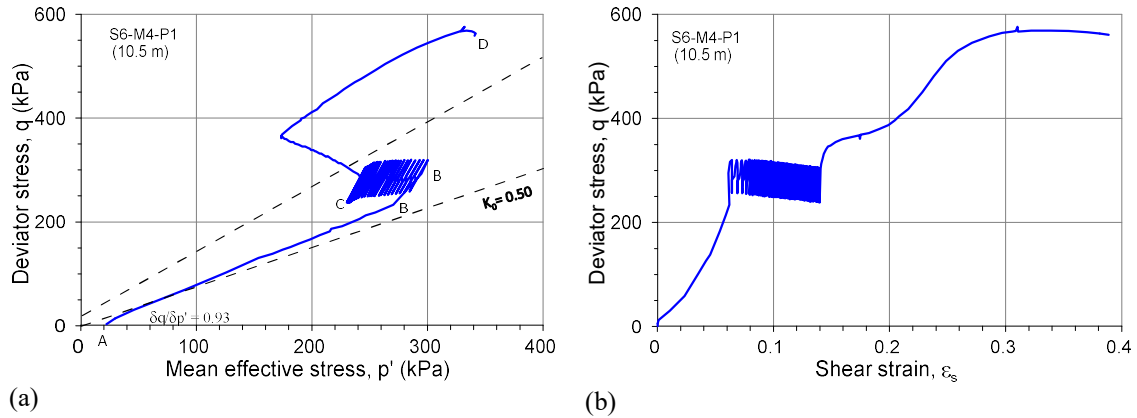 600
400
200
0
Deviator stress, q (kPa)
S6-M4-P1
(10.5 m)
D
B
C
B
K₀= 0.50
δq/δp' = 0.93
A
0
100
200
300
400
Mean effective stress, p' (kPa)
(a)
600
400
200
0
Deviator stress, q (kPa)
S6-M4-P1
(10.5 m)
0
0.1
0.2
0.3
0.4
Shear strain, εₛ
(b)